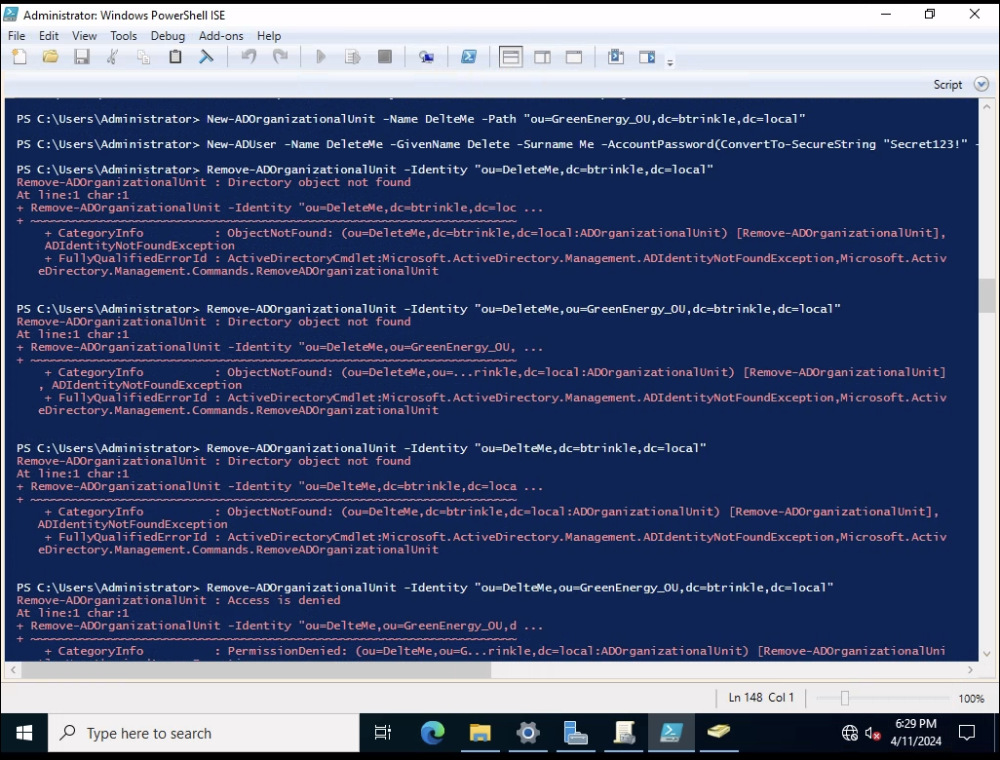 Administrator: Windows PowerShell ISE
File Edit View Tools Debug Add-ons Help
Script
PS C:\Users\Administrator> New-ADOrganizationalUnit -Name DelteMe -Path "ou=GreenEnergy_OU,dc=btrinkle,dc=local"
PS C:\Users\Administrator> New-ADUser -Name DeleteMe -GivenName Delete -Surname Me -AccountPassword(ConvertTo-SecureString "Secret123!" -
PS C:\Users\Administrator> Remove-ADOrganizationalUnit -Identity "ou=DeleteMe,dc=btrinkle,dc=local"
Remove-ADOrganizationalUnit : Directory object not found
At line:1 char:1
+ Remove-ADOrganizationalUnit -Identity "ou=DeleteMe,dc=btrinkle,dc=loc ...
+ ~~~~~~~~~~~~~~~~~~~~~~~~~~~~~~~~~~~~~~~~~~~~~~~~~~~~~~~~~~~~~~~~~~~~~
+ CategoryInfo : ObjectNotFound: (ou=DeleteMe,dc=btrinkle,dc=local:ADOrganizationalUnit) [Remove-ADOrganizationalUnit],
ADIdentityNotFoundException
+ FullyQualifiedErrorId : ActiveDirectoryCmdlet:Microsoft.ActiveDirectory.Management.ADIdentityNotFoundException,Microsoft.Activ
eDirectory.Management.Commands.RemoveADOrganizationalUnit
PS C:\Users\Administrator> Remove-ADOrganizationalUnit -Identity "ou=DeleteMe,ou=GreenEnergy_OU,dc=btrinkle,dc=local"
Remove-ADOrganizationalUnit : Directory object not found
At line:1 char:1
+ Remove-ADOrganizationalUnit -Identity "ou=DeleteMe,ou=GreenEnergy_OU, ...
+ ~~~~~~~~~~~~~~~~~~~~~~~~~~~~~~~~~~~~~~~~~~~~~~~~~~~~~~~~~~~~~~~~~~~~~
+ CategoryInfo : ObjectNotFound: (ou=DeleteMe,ou=...rinkle,dc=local:ADOrganizationalUnit) [Remove-ADOrganizationalUnit]
, ADIdentityNotFoundException
+ FullyQualifiedErrorId : ActiveDirectoryCmdlet:Microsoft.ActiveDirectory.Management.ADIdentityNotFoundException,Microsoft.Activ
eDirectory.Management.Commands.RemoveADOrganizationalUnit
PS C:\Users\Administrator> Remove-ADOrganizationalUnit -Identity "ou=DelteMe,dc=btrinkle,dc=local"
Remove-ADOrganizationalUnit : Directory object not found
At line:1 char:1
+ Remove-ADOrganizationalUnit -Identity "ou=DelteMe,dc=btrinkle,dc=loca ...
+ ~~~~~~~~~~~~~~~~~~~~~~~~~~~~~~~~~~~~~~~~~~~~~~~~~~~~~~~~~~~~~~~~~~~~~
+ CategoryInfo : ObjectNotFound: (ou=DelteMe,dc=btrinkle,dc=local:ADOrganizationalUnit) [Remove-ADOrganizationalUnit],
ADIdentityNotFoundException
+ FullyQualifiedErrorId : ActiveDirectoryCmdlet:Microsoft.ActiveDirectory.Management.ADIdentityNotFoundException,Microsoft.Activ
eDirectory.Management.Commands.RemoveADOrganizationalUnit
PS C:\Users\Administrator> Remove-ADOrganizationalUnit -Identity "ou=DelteMe,ou=GreenEnergy_OU,dc=btrinkle,dc=local"
Remove-ADOrganizationalUnit : Access is denied
At line:1 char:1
+ Remove-ADOrganizationalUnit -Identity "ou=DelteMe,ou=GreenEnergy_OU,d ...
+ ~~~~~~~~~~~~~~~~~~~~~~~~~~~~~~~~~~~~~~~~~~~~~~~~~~~~~~~~~~~~~~~~~~~~~
+ CategoryInfo : PermissionDenied: (ou=DelteMe,ou=G...rinkle,dc=local:ADOrganizationalUnit) [Remove-ADOrganizationalUni
Ln 148 Col 1
100%
Type here to search
6:29 PM
4/11/2024